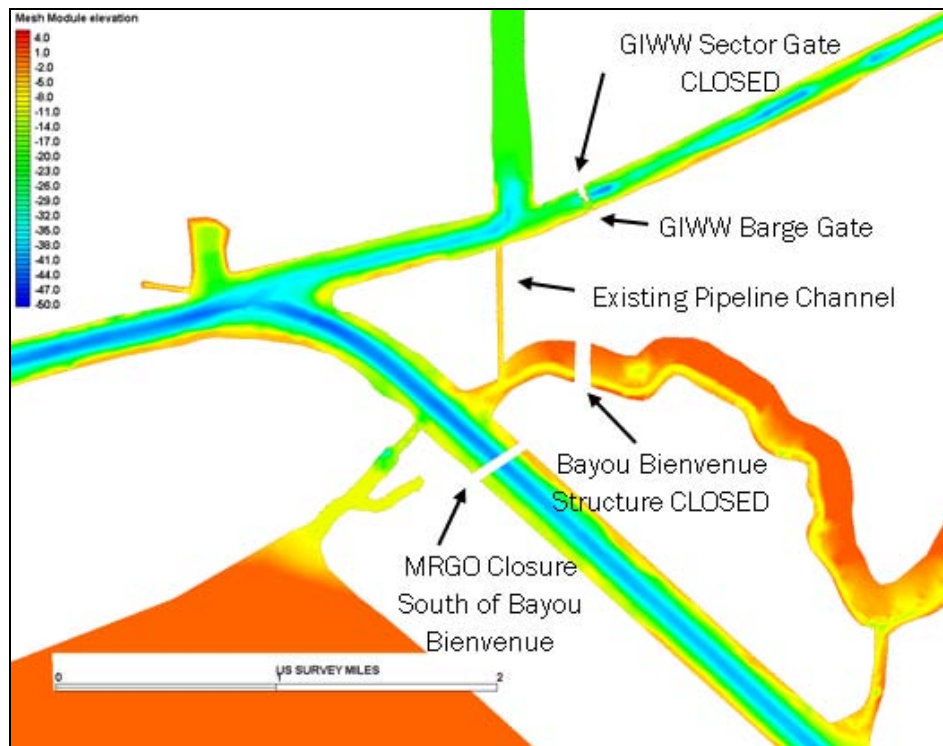 Mesh Module elevation
4.0
1.0
-2.0
-5.0
-8.0
-11.0
-14.0
-17.0
-20.0
-23.0
-26.0
-29.0
-32.0
-35.0
-38.0
-41.0
-44.0
-47.0
-50.0
GIWW Sector Gate
CLOSED
GIWW Barge Gate
Existing Pipeline Channel
Bayou Bienvenue
Structure CLOSED
MRGO Closure
South of Bayou
Bienvenue
US SURVEY MILES
0
1
2